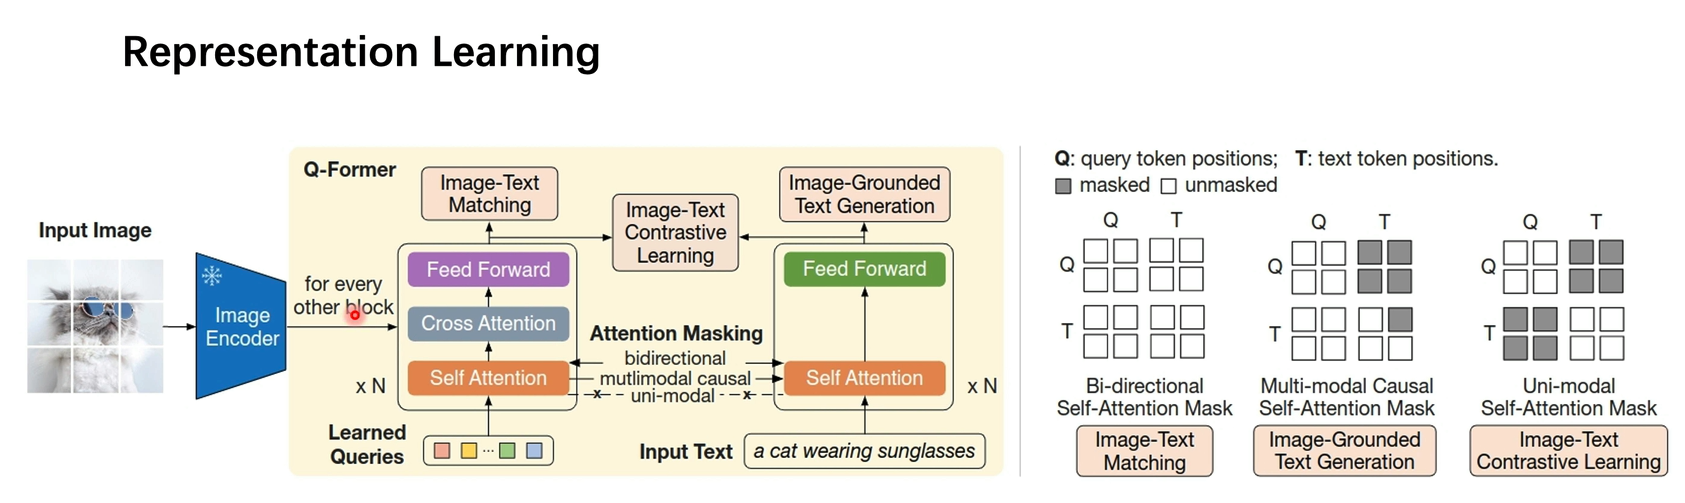 Representation Learning
Q-Former
Input Image
Image
Encoder
for every
other block
Image-Text
Matching
Image-Text
Contrastive
Learning
Image-Grounded
Text Generation
Feed Forward
Cross Attention
Self Attention
x N
Attention Masking
bidirectional
mutlimodal causal
uni-modal
Feed Forward
Self Attention
x N
Learned
Queries
...
Input Text
a cat wearing sunglasses
Q: query token positions; T: text token positions.
masked unmasked
Q T
Q
T
Bi-directional
Self-Attention Mask
Image-Text
Matching
Q T
Q
T
Multi-modal Causal
Self-Attention Mask
Image-Grounded
Text Generation
Q T
Q
T
Uni-modal
Self-Attention Mask
Image-Text
Contrastive Learning